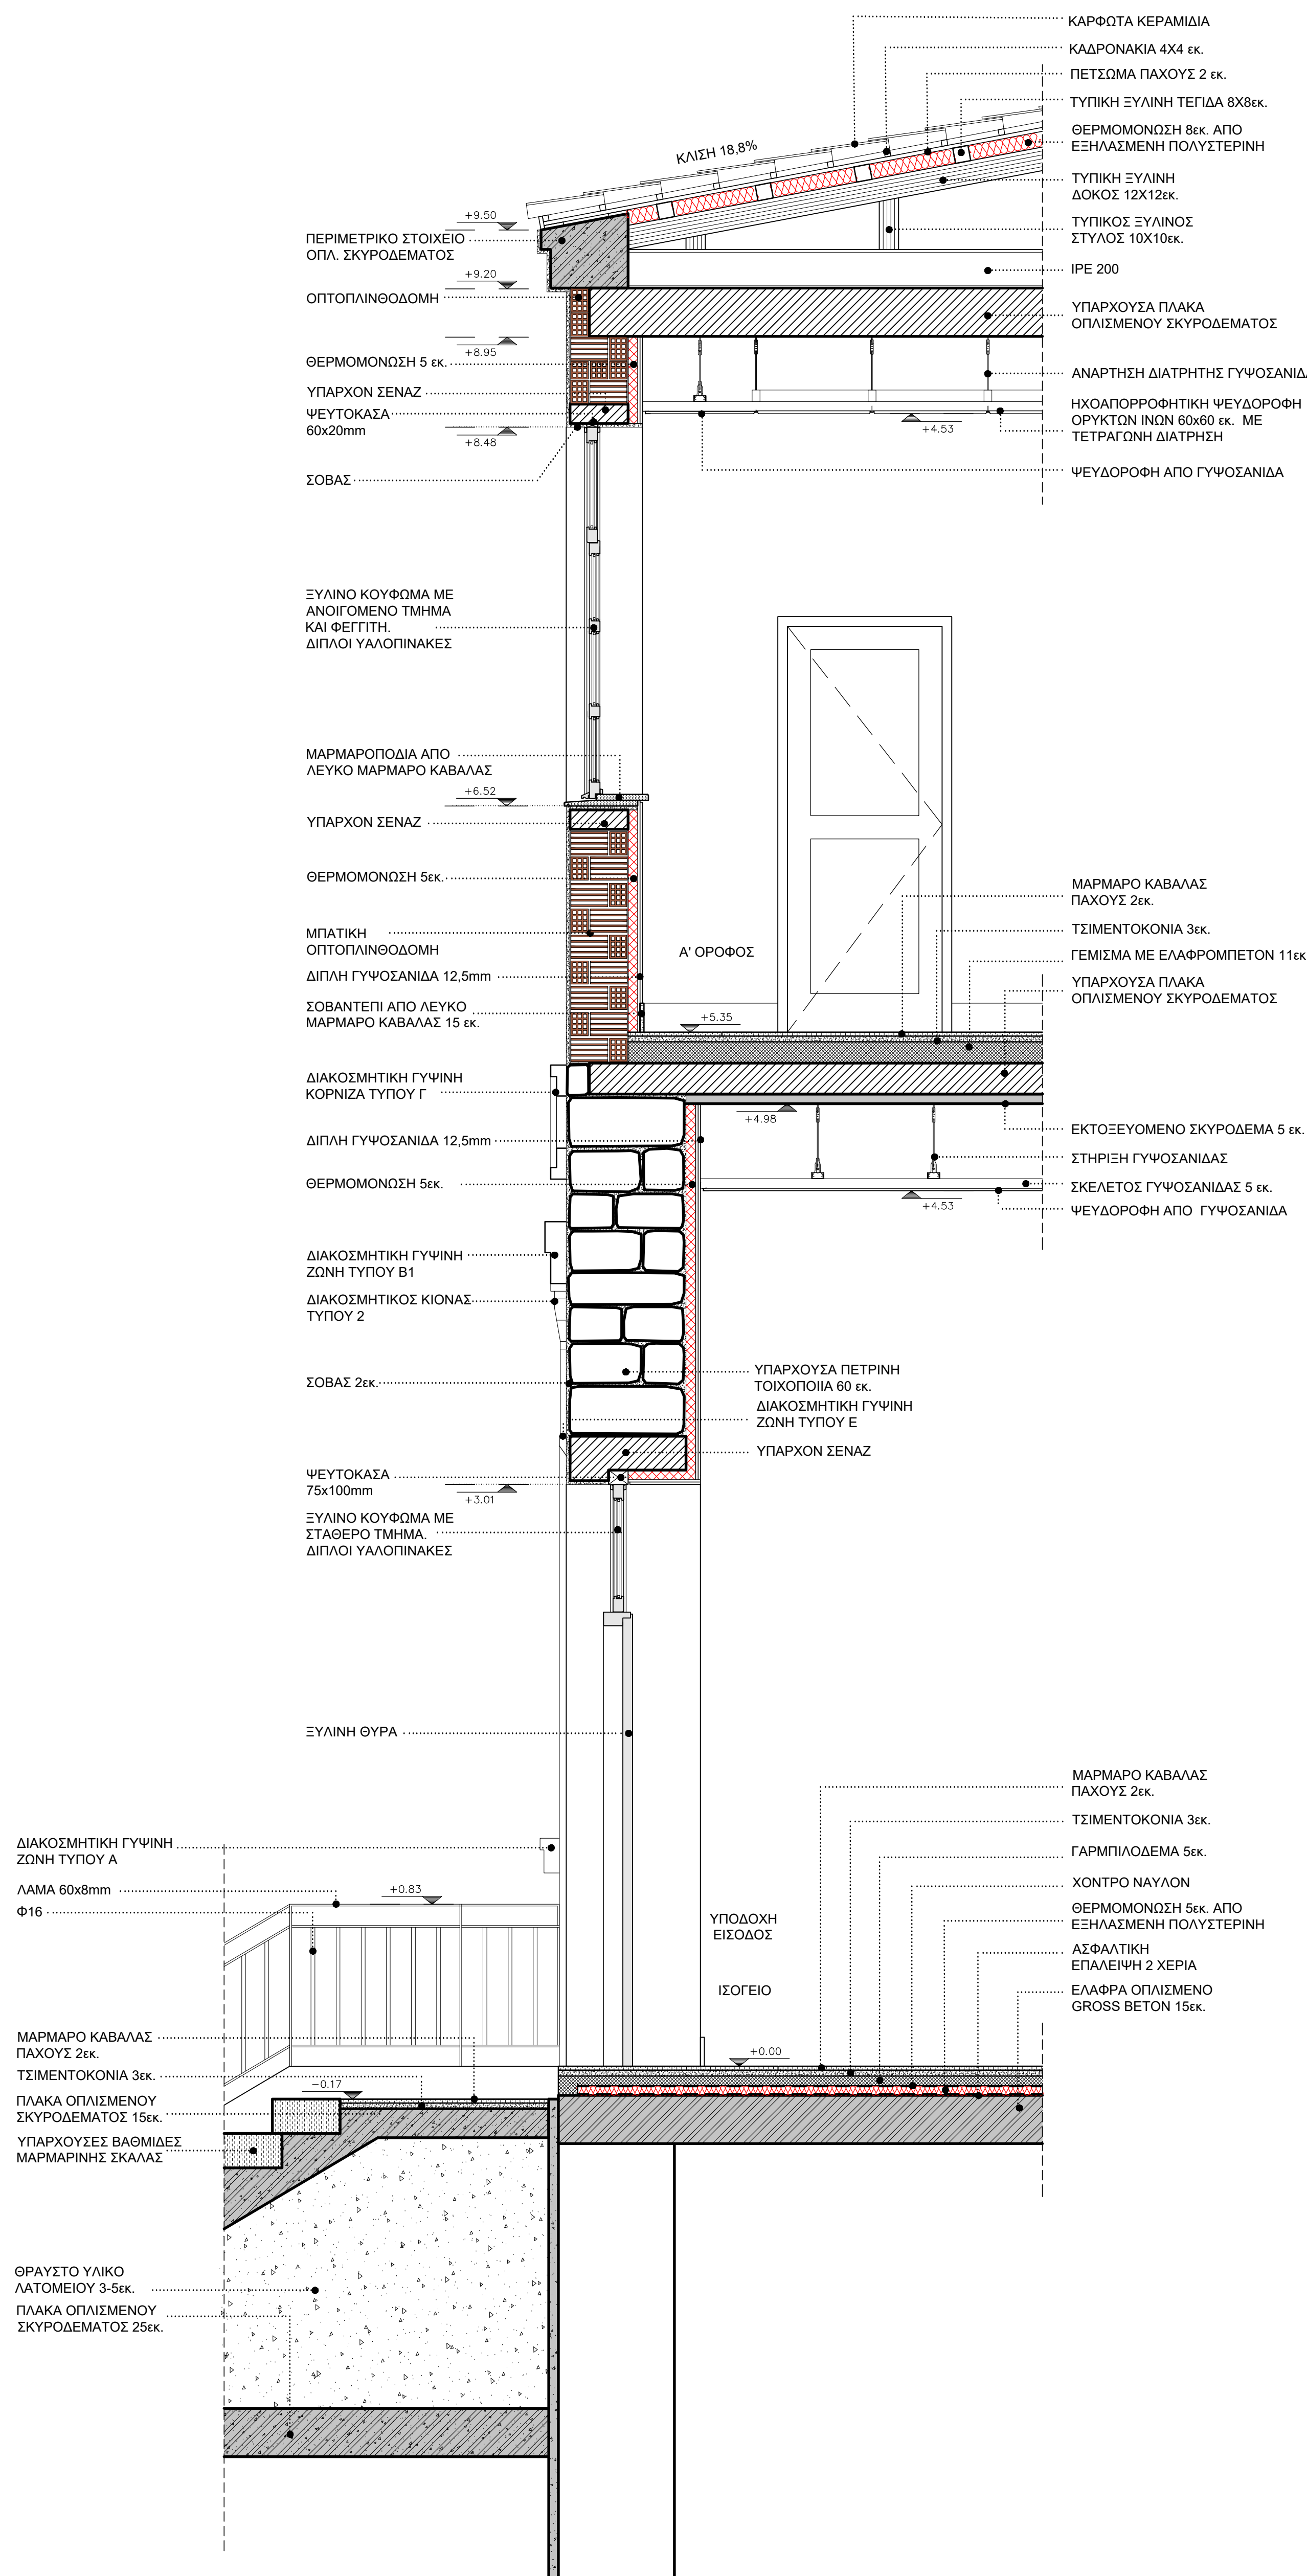 ΚΑΡΦΩΤΑ ΚΕΡΑΜΙΔΙΑ
ΚΑΔΡΟΝΑΚΙΑ 4Χ4 εκ.
ΠΕΤΣΩΜΑ ΠΑΧΟΥΣ 2 εκ.
ΤΥΠΙΚΗ ΞΥΛΙΝΗ ΤΕΓΙΔΑ 8Χ8εκ.
ΘΕΡΜΟΜΟΝΩΣΗ 8εκ. ΑΠΟ
ΕΞΗΛΑΣΜΕΝΗ ΠΟΛΥΣΤΕΡΙΝΗ
ΚΛΙΣΗ 18,8%
ΤΥΠΙΚΗ ΞΥΛΙΝΗ
ΔΟΚΟΣ 12Χ12εκ.
ΤΥΠΙΚΟΣ ΞΥΛΙΝΟΣ
ΣΤΥΛΟΣ 10Χ10εκ.
+9.50
ΠΕΡΙΜΕΤΡΙΚΟ ΣΤΟΙΧΕΙΟ
ΟΠΛ. ΣΚΥΡΟΔΕΜΑΤΟΣ
IPE 200
+9.20
ΟΠΤΟΠΛΙΝΘΟΔΟΜΗ
ΥΠΑΡΧΟΥΣΑ ΠΛΑΚΑ
ΟΠΛΙΣΜΕΝΟΥ ΣΚΥΡΟΔΕΜΑΤΟΣ
+8.95
ΘΕΡΜΟΜΟΝΩΣΗ 5 εκ.
ΑΝΑΡΤΗΣΗ ΔΙΑΤΡΗΤΗΣ ΓΥΨΟΣΑΝΙΔΑ
ΥΠΑΡΧΟΝ ΣΕΝΑΖ
ΨΕΥΤΟΚΑΣΑ
60x20mm
+8.48
ΗΧΟΑΠΟΡΡΟΦΗΤΙΚΗ ΨΕΥΔΟΡΟΦΗ
ΟΡΥΚΤΩΝ ΙΝΩΝ 60x60 εκ. ΜΕ
ΤΕΤΡΑΓΩΝΗ ΔΙΑΤΡΗΣΗ
+4.53
ΨΕΥΔΟΡΟΦΗ ΑΠΟ ΓΥΨΟΣΑΝΙΔΑ
ΣΟΒΑΣ
ΞΥΛΙΝΟ ΚΟΥΦΩΜΑ ΜΕ
ΑΝΟΙΓΟΜΕΝΟ ΤΜΗΜΑ
ΚΑΙ ΦΕΓΓΙΤΗ.
ΔΙΠΛΟΙ ΥΑΛΟΠΙΝΑΚΕΣ
ΜΑΡΜΑΡΟΠΟΔΙΑ ΑΠΟ
ΛΕΥΚΟ ΜΑΡΜΑΡΟ ΚΑΒΑΛΑΣ
+6.52
ΥΠΑΡΧΟΝ ΣΕΝΑΖ
ΘΕΡΜΟΜΟΝΩΣΗ 5εκ.
ΜΠΑΤΙΚΗ
ΟΠΤΟΠΛΙΝΘΟΔΟΜΗ
ΔΙΠΛΗ ΓΥΨΟΣΑΝΙΔΑ 12,5mm
ΣΟΒΑΝΤΕΠΙ ΑΠΟ ΛΕΥΚΟ
ΜΑΡΜΑΡΟ ΚΑΒΑΛΑΣ 15 εκ.
Α' ΟΡΟΦΟΣ
+5.35
ΜΑΡΜΑΡΟ ΚΑΒΑΛΑΣ
ΠΑΧΟΥΣ 2εκ.
ΤΣΙΜΕΝΤΟΚΟΝΙΑ 3εκ.
ΓΕΜΙΣΜΑ ΜΕ ΕΛΑΦΡΟΜΠΕΤΟΝ 11εκ
ΥΠΑΡΧΟΥΣΑ ΠΛΑΚΑ
ΟΠΛΙΣΜΕΝΟΥ ΣΚΥΡΟΔΕΜΑΤΟΣ
ΔΙΑΚΟΣΜΗΤΙΚΗ ΓΥΨΙΝΗ
ΚΟΡΝΙΖΑ ΤΥΠΟΥ Γ
+4.98
ΔΙΠΛΗ ΓΥΨΟΣΑΝΙΔΑ 12,5mm
ΘΕΡΜΟΜΟΝΩΣΗ 5εκ.
ΕΚΤΟΞΕΥΟΜΕΝΟ ΣΚΥΡΟΔΕΜΑ 5 εκ.
ΣΤΗΡΙΞΗ ΓΥΨΟΣΑΝΙΔΑΣ
ΣΚΕΛΕΤΟΣ ΓΥΨΟΣΑΝΙΔΑΣ 5 εκ.
+4.53
ΨΕΥΔΟΡΟΦΗ ΑΠΟ ΓΥΨΟΣΑΝΙΔΑ
ΔΙΑΚΟΣΜΗΤΙΚΗ ΓΥΨΙΝΗ
ΖΩΝΗ ΤΥΠΟΥ Β1
ΔΙΑΚΟΣΜΗΤΙΚΟΣ ΚΙΟΝΑΣ
ΤΥΠΟΥ 2
ΣΟΒΑΣ 2εκ.
ΥΠΑΡΧΟΥΣΑ ΠΕΤΡΙΝΗ
ΤΟΙΧΟΠΟΙΙΑ 60 εκ.
ΔΙΑΚΟΣΜΗΤΙΚΗ ΓΥΨΙΝΗ
ΖΩΝΗ ΤΥΠΟΥ Ε
ΥΠΑΡΧΟΝ ΣΕΝΑΖ
ΨΕΥΤΟΚΑΣΑ
75x100mm
+3.01
ΞΥΛΙΝΟ ΚΟΥΦΩΜΑ ΜΕ
ΣΤΑΘΕΡΟ ΤΜΗΜΑ.
ΔΙΠΛΟΙ ΥΑΛΟΠΙΝΑΚΕΣ
ΞΥΛΙΝΗ ΘΥΡΑ
ΔΙΑΚΟΣΜΗΤΙΚΗ ΓΥΨΙΝΗ
ΖΩΝΗ ΤΥΠΟΥ Α
ΛΑΜΑ 60x8mm
+0.83
Φ16
ΥΠΟΔΟΧΗ
ΕΙΣΟΔΟΣ
ΙΣΟΓΕΙΟ
+0.00
ΜΑΡΜΑΡΟ ΚΑΒΑΛΑΣ
ΠΑΧΟΥΣ 2εκ.
ΤΣΙΜΕΝΤΟΚΟΝΙΑ 3εκ.
ΓΑΡΜΠΙΛΟΔΕΜΑ 5εκ.
ΧΟΝΤΡΟ ΝΑΥΛΟΝ
ΘΕΡΜΟΜΟΝΩΣΗ 5εκ. ΑΠΟ
ΕΞΗΛΑΣΜΕΝΗ ΠΟΛΥΣΤΕΡΙΝΗ
ΑΣΦΑΛΤΙΚΗ
ΕΠΑΛΕΙΨΗ 2 ΧΕΡΙΑ
ΕΛΑΦΡΑ ΟΠΛΙΣΜΕΝΟ
GROSS BETON 15εκ.
ΜΑΡΜΑΡΟ ΚΑΒΑΛΑΣ
ΠΑΧΟΥΣ 2εκ.
ΤΣΙΜΕΝΤΟΚΟΝΙΑ 3εκ.
−0.17
ΠΛΑΚΑ ΟΠΛΙΣΜΕΝΟΥ
ΣΚΥΡΟΔΕΜΑΤΟΣ 15εκ.
ΥΠΑΡΧΟΥΣΕΣ ΒΑΘΜΙΔΕΣ
ΜΑΡΜΑΡΙΝΗΣ ΣΚΑΛΑΣ
ΘΡΑΥΣΤΟ ΥΛΙΚΟ
ΛΑΤΟΜΕΙΟΥ 3-5εκ.
ΠΛΑΚΑ ΟΠΛΙΣΜΕΝΟΥ
ΣΚΥΡΟΔΕΜΑΤΟΣ 25εκ.